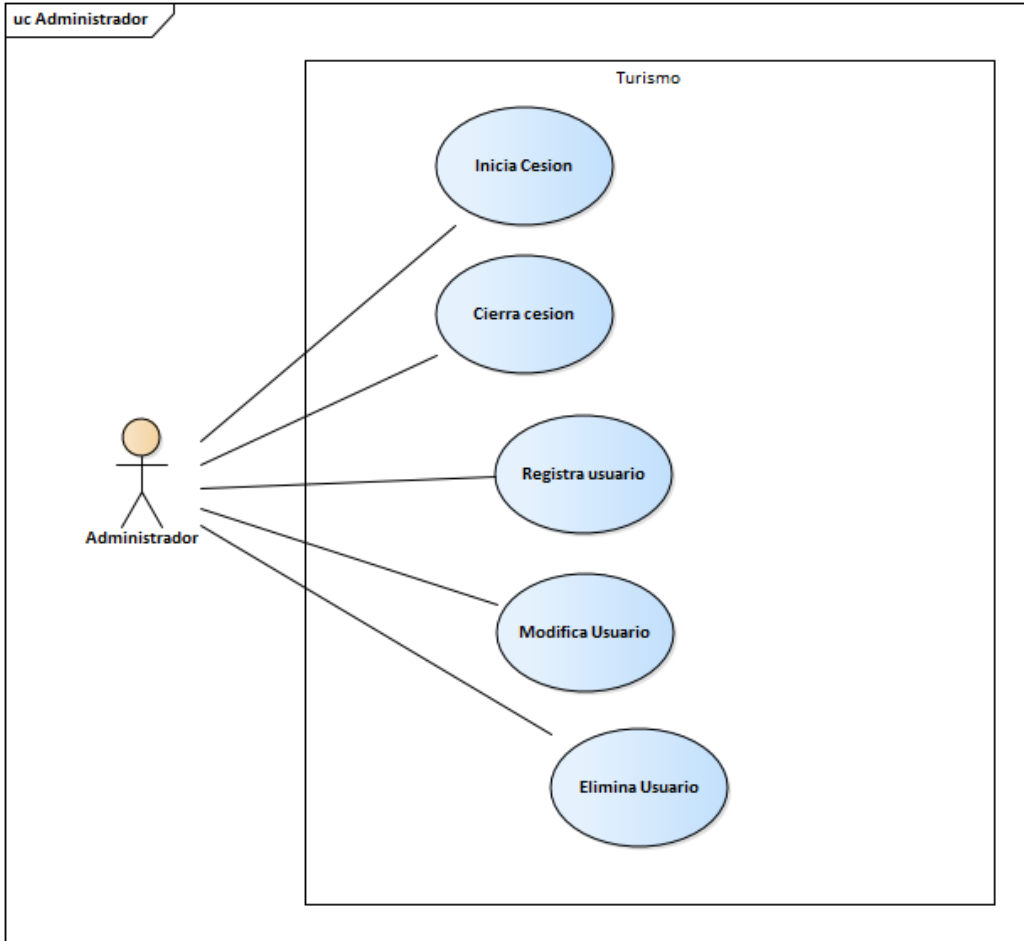 uc Administrador
Turismo
Inicia Cesion
Cierra cesion
Registra usuario
Administrador
Modifica Usuario
Elimina Usuario